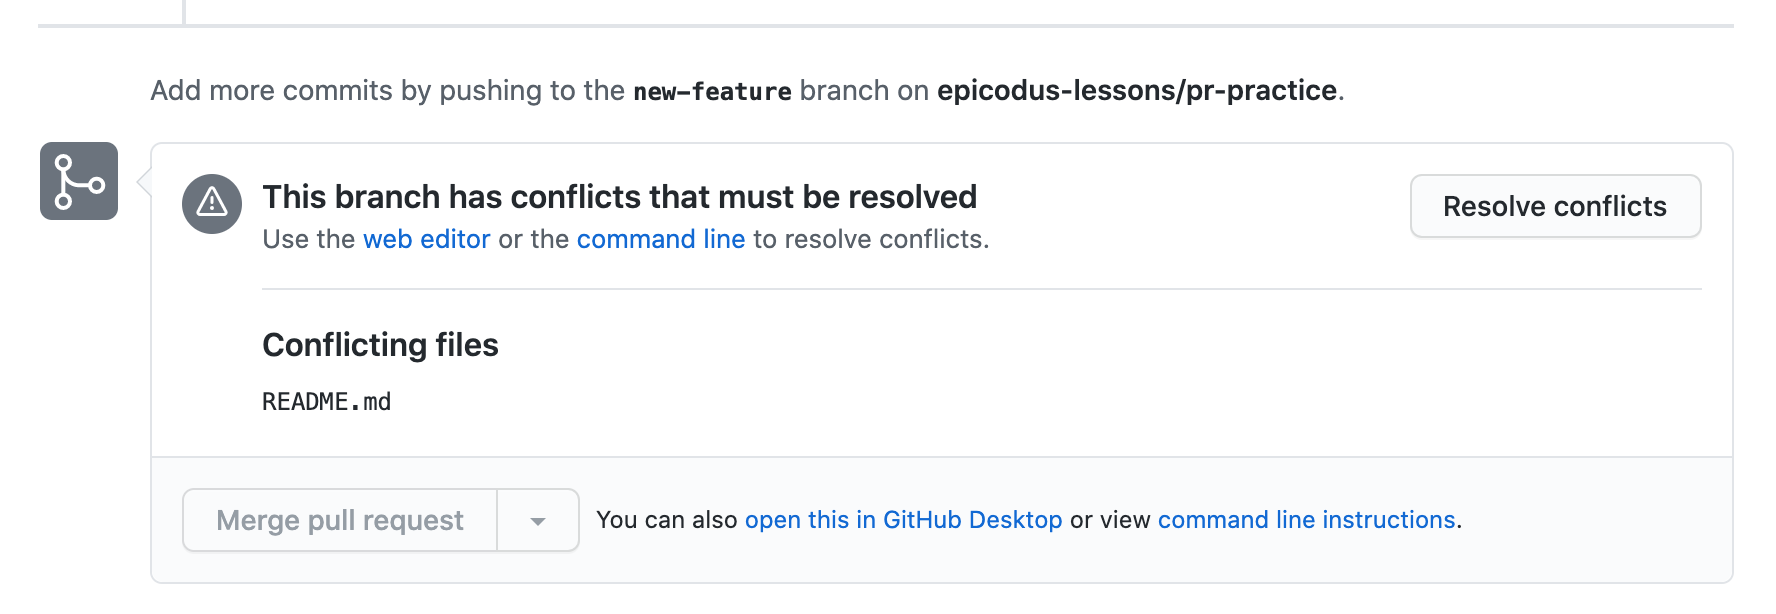 Add more commits by pushing to the new-feature branch on epicodus-lessons/pr-practice.
This branch has conflicts that must be resolved
Use the web editor or the command line to resolve conflicts.
Resolve conflicts
Conflicting files
README.md
Merge pull request
You can also open this in GitHub Desktop or view command line instructions.